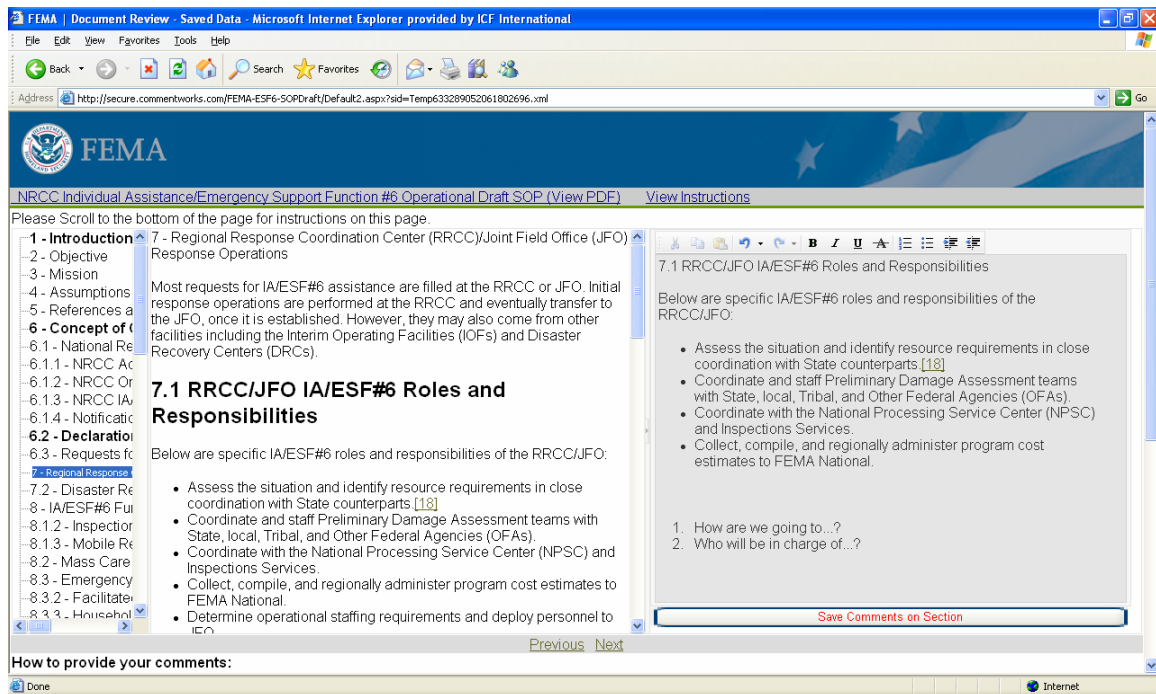 FEMA | Document Review - Saved Data - Microsoft Internet Explorer provided by ICF International
File Edit View Favorites Tools Help
Back Search Favorites
Address http://secure.commentworks.com/FEMA-ESF6-SOPDraft/Default2.aspx?sid=Temp633289052061802696.xml Go
FEMA
NRCC Individual Assistance/Emergency Support Function #6 Operational Draft SOP (View PDF) View Instructions
Please Scroll to the bottom of the page for instructions on this page.
1 - Introduction
2 - Objective
3 - Mission
4 - Assumptions
5 - References a
6 - Concept of
6.1 - National Re
6.1.1 - NRCC Ac
6.1.2 - NRCC Or
6.1.3 - NRCC IA
6.1.4 - Notificatic
6.2 - Declaration
6.3 - Requests fo
7 - Regional Response
7.2 - Disaster Re
8 - IA/ESF#6 Fu
8.1.2 - Inspection
8.1.3 - Mobile Re
8.2 - Mass Care
8.3 - Emergency
8.3.2 - Facilitate
8.3.3 - Househol
7 - Regional Response Coordination Center (RRCC)/Joint Field Office (JFO)
Response Operations
Most requests for IA/ESF#6 assistance are filled at the RRCC or JFO. Initial
response operations are performed at the RRCC and eventually transfer to
the JFO, once it is established. However, they may also come from other
facilities including the Interim Operating Facilities (IOFs) and Disaster
Recovery Centers (DRCs).
7.1 RRCC/JFO IA/ESF#6 Roles and
Responsibilities
Below are specific IA/ESF#6 roles and responsibilities of the RRCC/JFO:
• Assess the situation and identify resource requirements in close
coordination with State counterparts.[18]
• Coordinate and staff Preliminary Damage Assessment teams with
State, local, Tribal, and Other Federal Agencies (OFAs).
• Coordinate with the National Processing Service Center (NPSC) and
Inspections Services.
• Collect, compile, and regionally administer program cost estimates to
FEMA National.
• Determine operational staffing requirements and deploy personnel to
JFO
B I U A
7.1 RRCC/JFO IA/ESF#6 Roles and Responsibilities
Below are specific IA/ESF#6 roles and responsibilities of the
RRCC/JFO:
• Assess the situation and identify resource requirements in close
coordination with State counterparts.[18]
• Coordinate and staff Preliminary Damage Assessment teams
with State, local, Tribal, and Other Federal Agencies (OFAs).
• Coordinate with the National Processing Service Center (NPSC)
and Inspections Services.
• Collect, compile, and regionally administer program cost
estimates to FEMA National.
1. How are we going to...?
2. Who will be in charge of...?
Save Comments on Section
Previous Next
How to provide your comments:
Done Internet